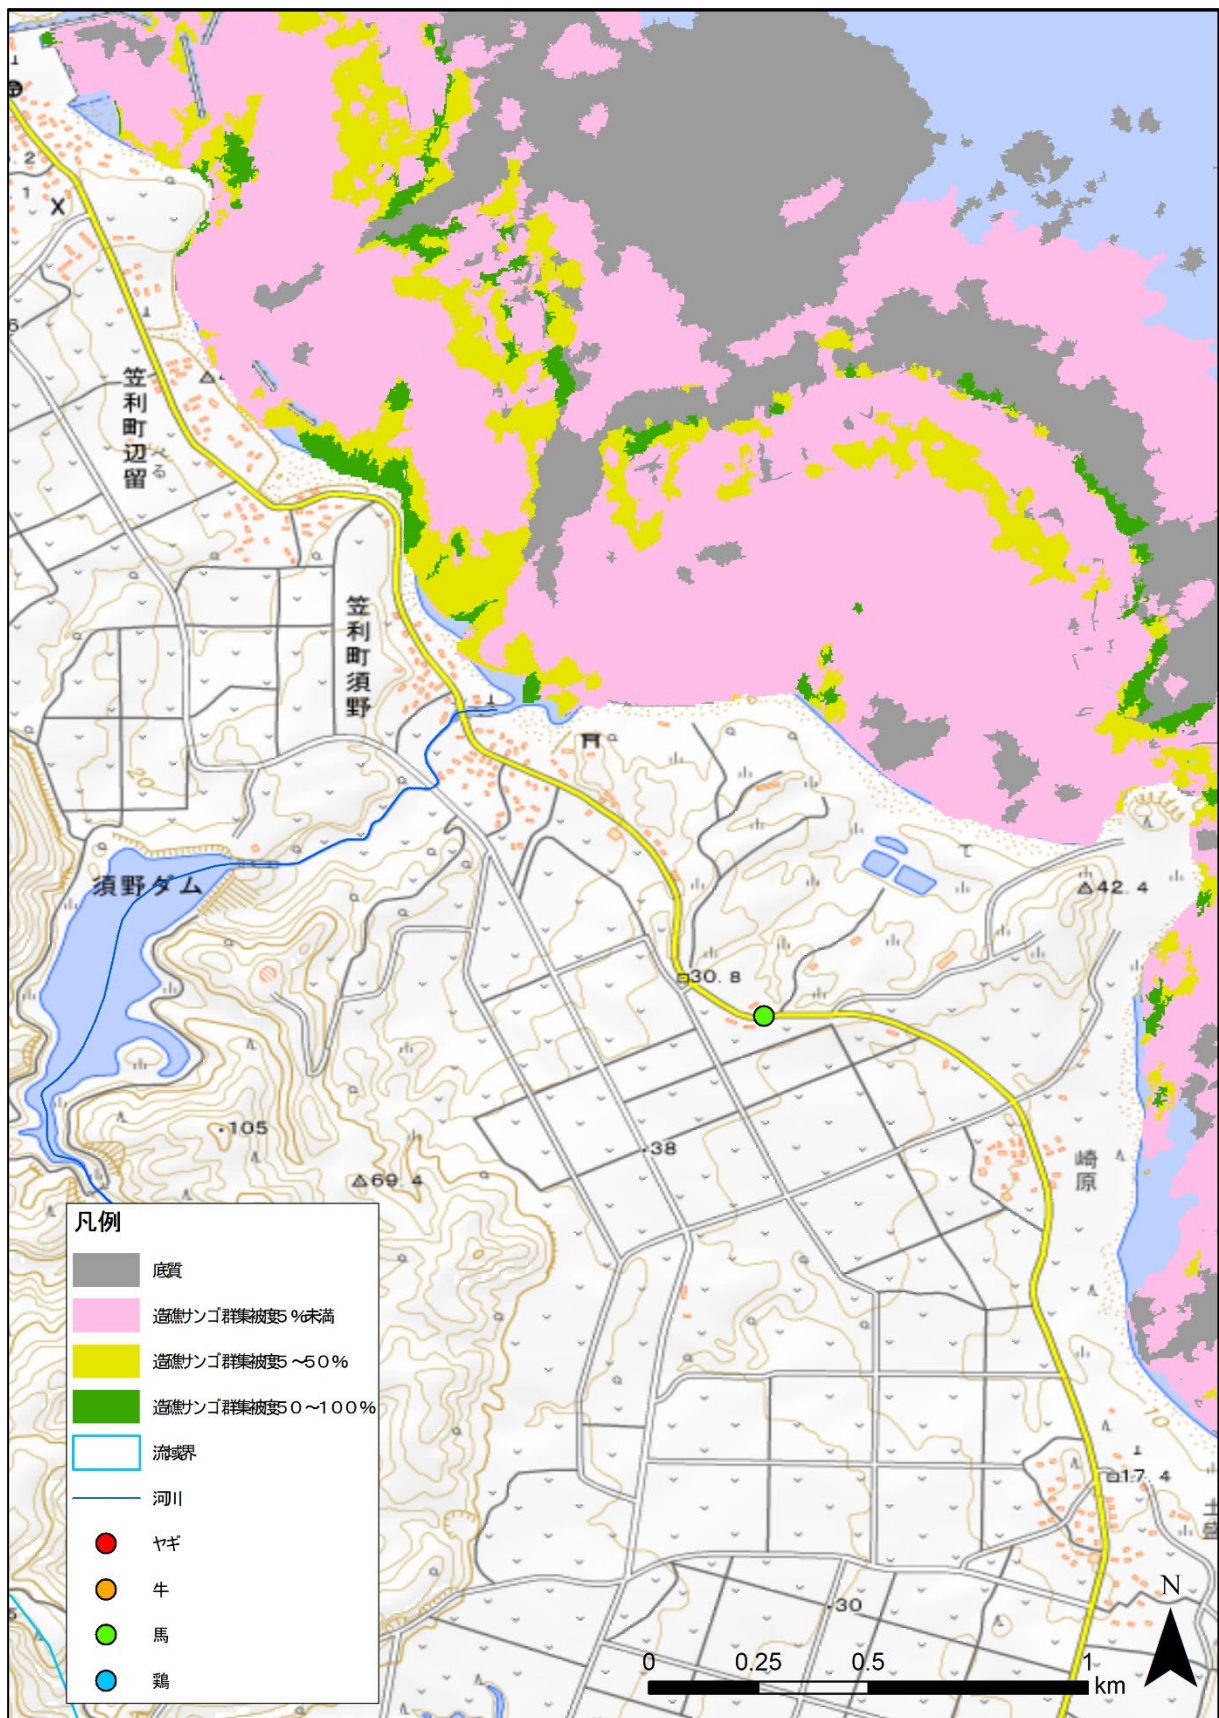 笠利町辺留
べる
笠利町須野
須野ダム
30.8
42.4
105
38
69.4
崎原
10
20
17.4
30
凡例
底質
造礁サンゴ群集被度5%未満
造礁サンゴ群集被度5~50%
造礁サンゴ群集被度50~100%
流域界
河川
ヤギ
牛
馬
鶏
N
0 0.25 0.5 1
km